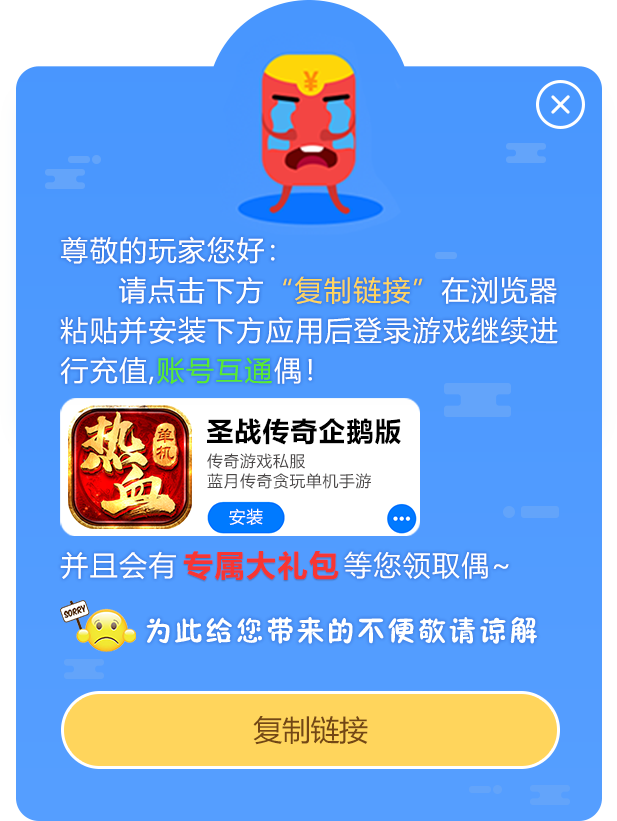 ¥
尊敬的玩家您好：
请点击下方“复制链接”在浏览器
粘贴并安装下方应用后登录游戏继续进
行充值,账号互通偶！
热血
单机
圣战传奇企鹅版
传奇游戏私服
蓝月传奇贪玩单机手游
安装
并且会有 专属大礼包 等您领取偶~
SORRY
为此给您带来的不便敬请谅解
复制链接